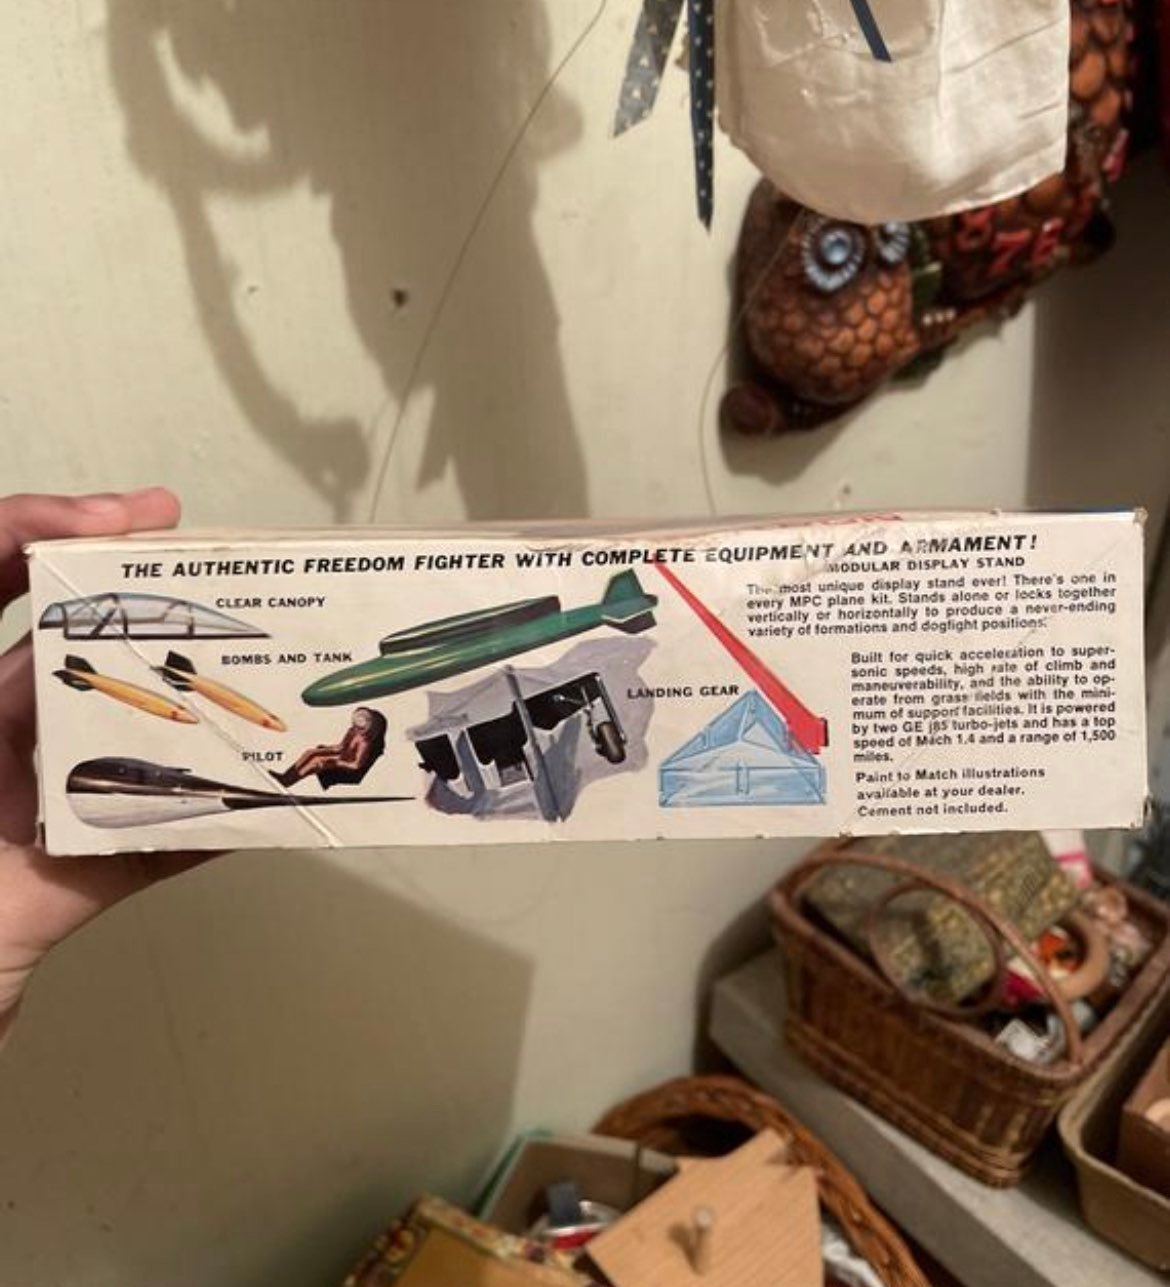 THE AUTHENTIC FREEDOM FIGHTER WITH COMPLETE EQUIPMENT AND ARMAMENT!
CLEAR CANOPY
BOMBS AND TANK
PILOT
LANDING GEAR
MODULAR DISPLAY STAND
The most unique display stand ever! There's one in
every MPC plane kit. Stands alone or locks together
vertically or horizontally to produce a never-ending
variety of formations and dogfight positions.
Built for quick acceleration to super-
sonic speeds, high rate of climb and
maneuverability, and the ability to op-
erate from grass fields with the mini-
mum of support facilities. It is powered
by two GE j85 turbo-jets and has a top
speed of Mach 1.4 and a range of 1,500
miles.
Paint to Match illustrations
available at your dealer.
Cement not included.